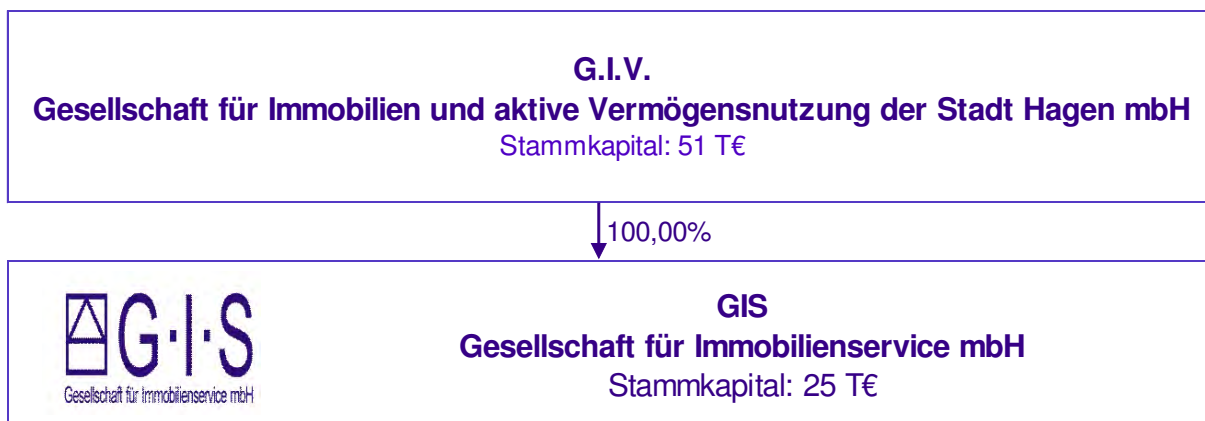 G.I.V.
Gesellschaft für Immobilien und aktive Vermögensnutzung der Stadt Hagen mbH
Stammkapital: 51 T€
100,00%
G·I·S
Gesellschaft für Immobilienservice mbH
GIS
Gesellschaft für Immobilienservice mbH
Stammkapital: 25 T€